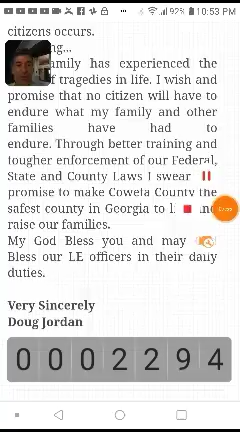 92% 10:53 PM
citizens occurs.
amily has experienced the
f tragedies in life. I wish and
promise that no citizen will have to
endure what my family and other
families have had to
endure. Through better training and
tougher enforcement of our Federal,
State and County Laws I swear
promise to make Coweta County the
safest county in Georgia to
raise our families.
My God Bless you and may
Bless our LE officers in their daily
duties.
Very Sincerely
Doug Jordan
0002294